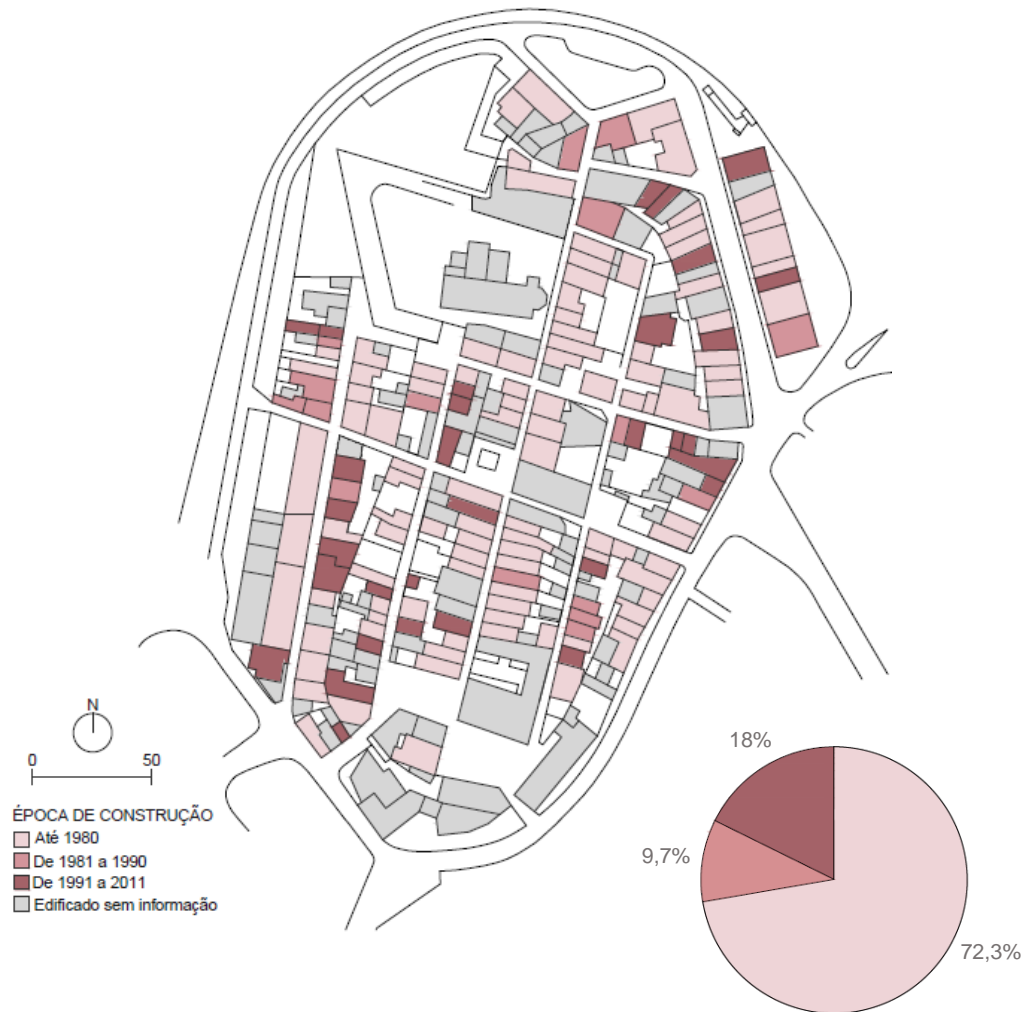 N
0 50
ÉPOCA DE CONSTRUÇÃO
Até 1980
De 1981 a 1990
De 1991 a 2011
Edificado sem informação
18%
9,7%
72,3%